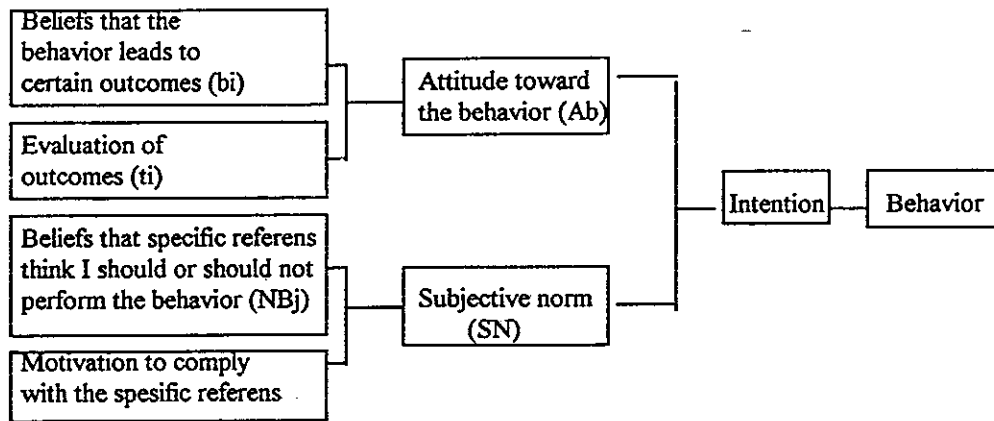 Beliefs that the
behavior leads to
certain outcomes (bi)
Evaluation of
outcomes (ti)
Beliefs that specific referens
think I should or should not
perform the behavior (NBj)
Motivation to comply
with the spesific referens
Attitude toward
the behavior (Ab)
Subjective norm
(SN)
Intention
Behavior